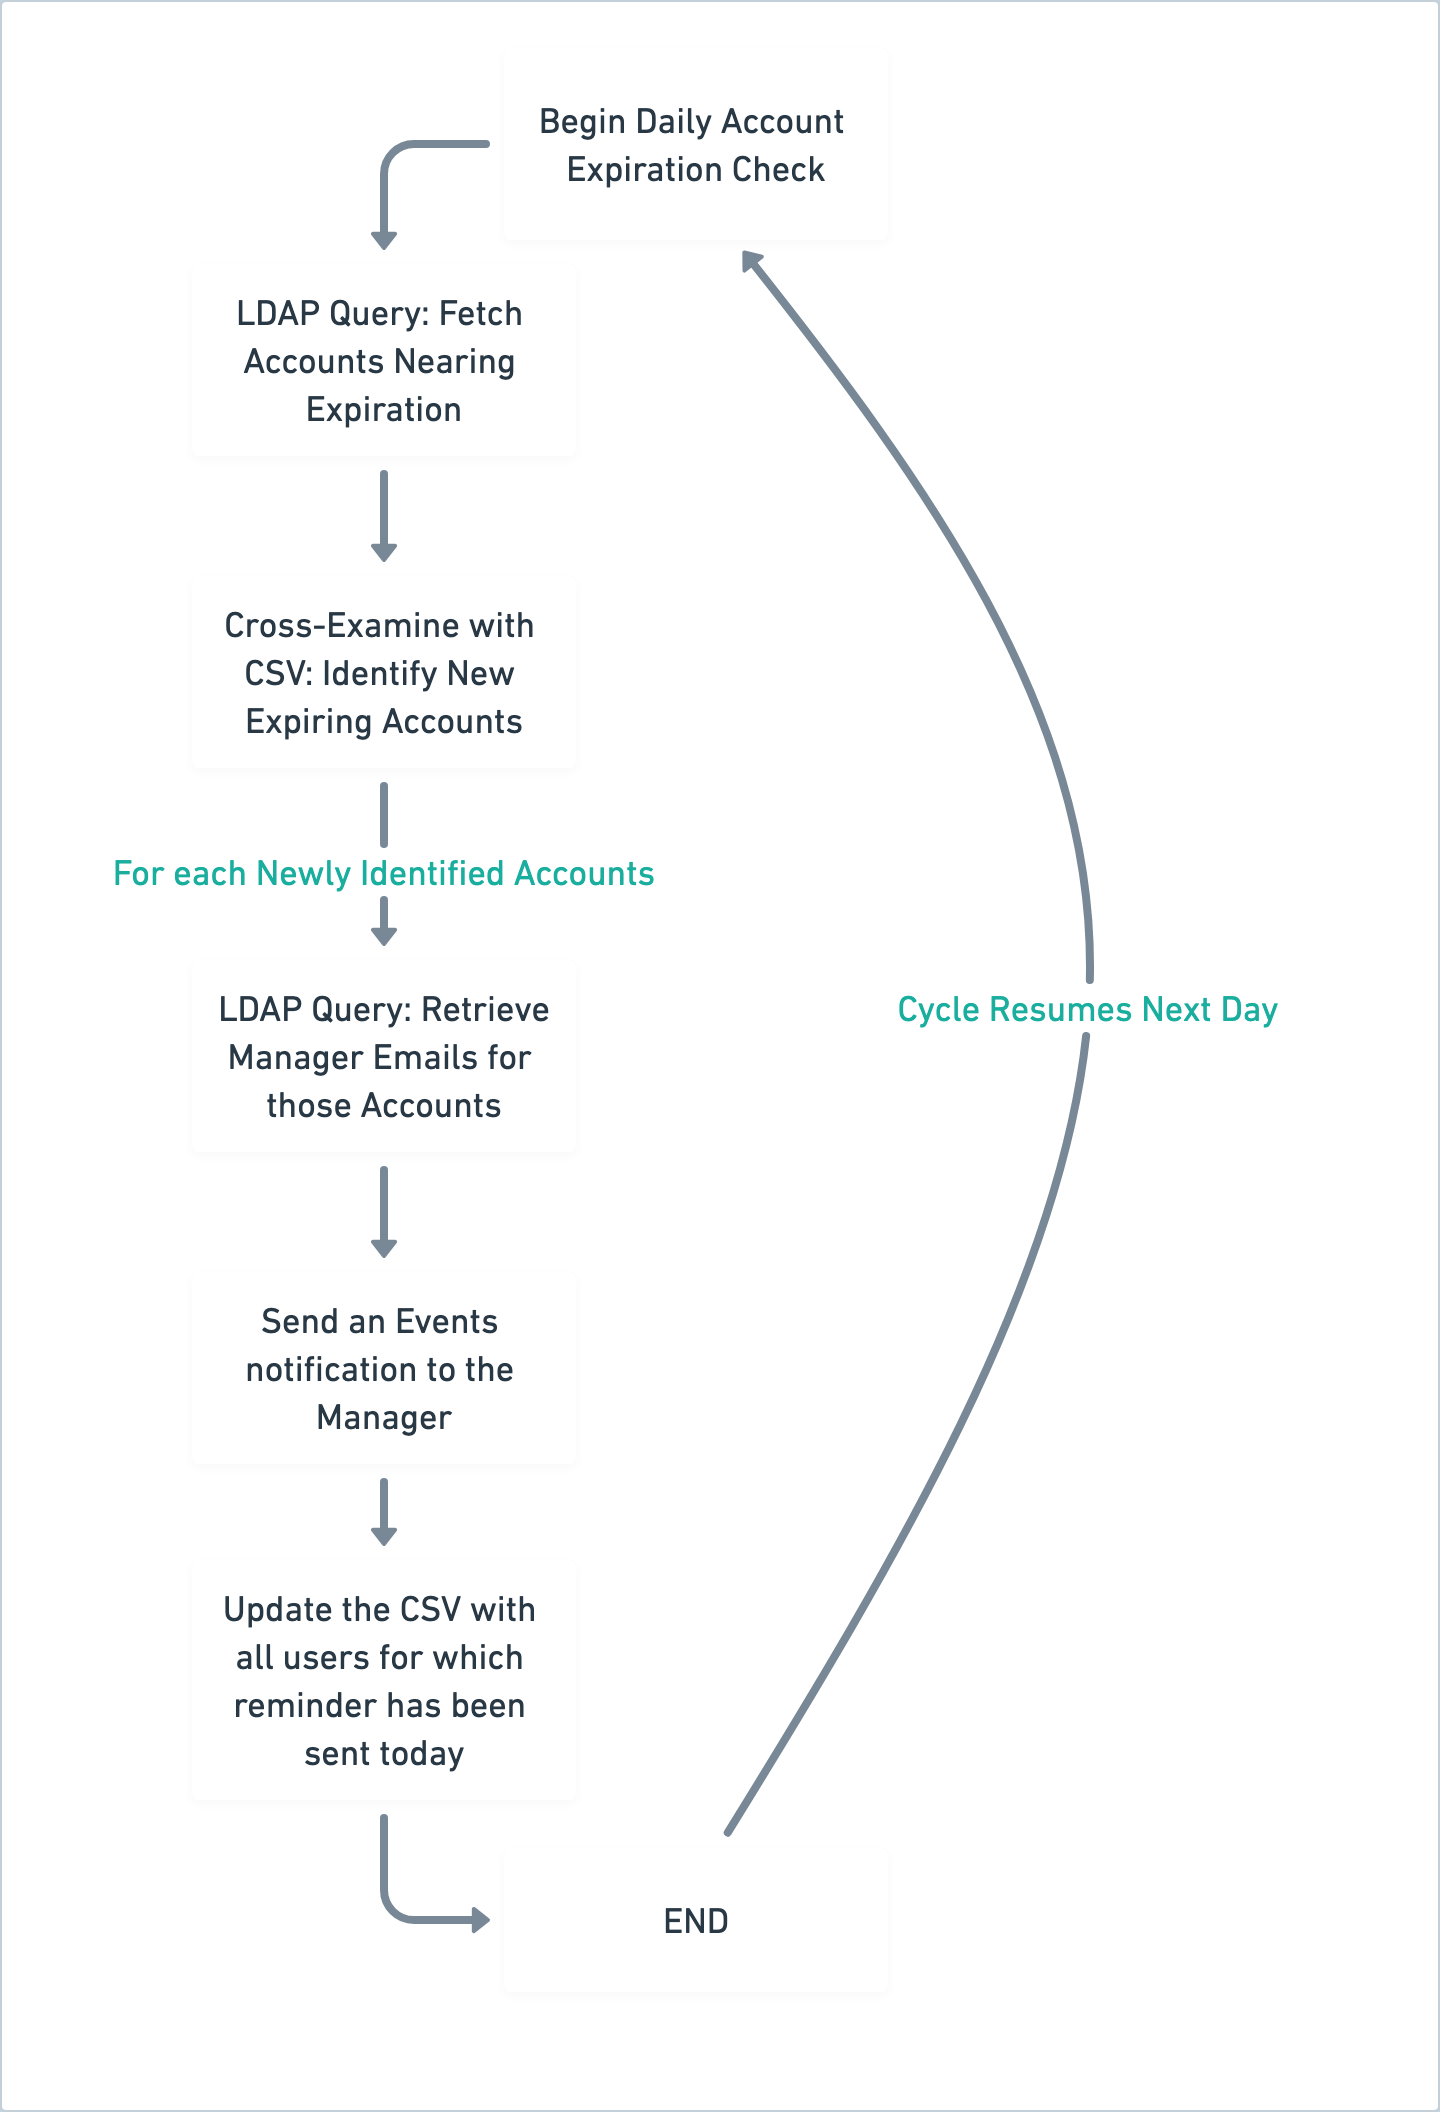 Begin Daily Account
Expiration Check
LDAP Query: Fetch
Accounts Nearing
Expiration
Cross-Examine with
CSV: Identify New
Expiring Accounts
For each Newly Identified Accounts
LDAP Query: Retrieve
Manager Emails for
those Accounts
Cycle Resumes Next Day
Send an Events
notification to the
Manager
Update the CSV with
all users for which
reminder has been
sent today
END